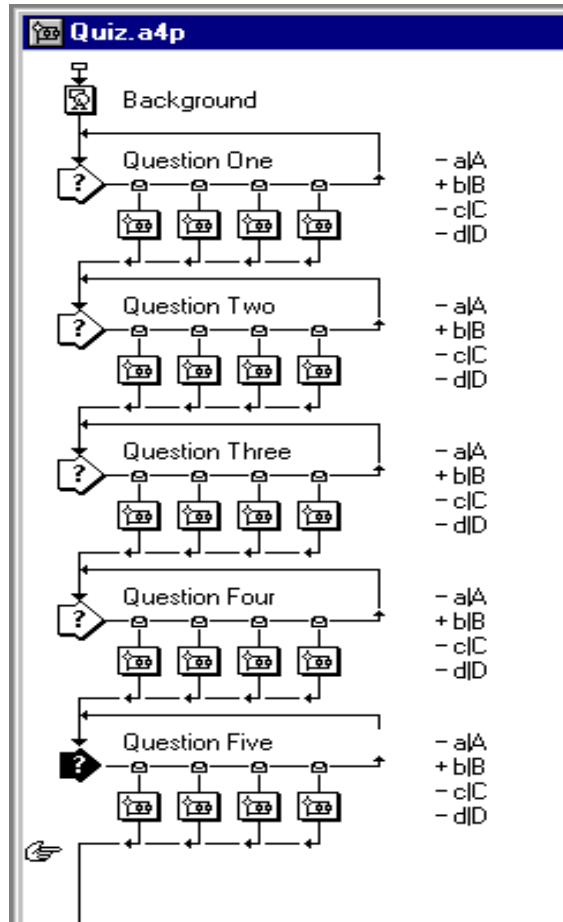 Quiz.a4p
Background
Question One
- a|A
+ b|B
- c|C
- d|D
?
Question Two
- a|A
+ b|B
- c|C
- d|D
?
Question Three
- a|A
+ b|B
- c|C
- d|D
?
Question Four
- a|A
+ b|B
- c|C
- d|D
?
Question Five
- a|A
+ b|B
- c|C
- d|D
?